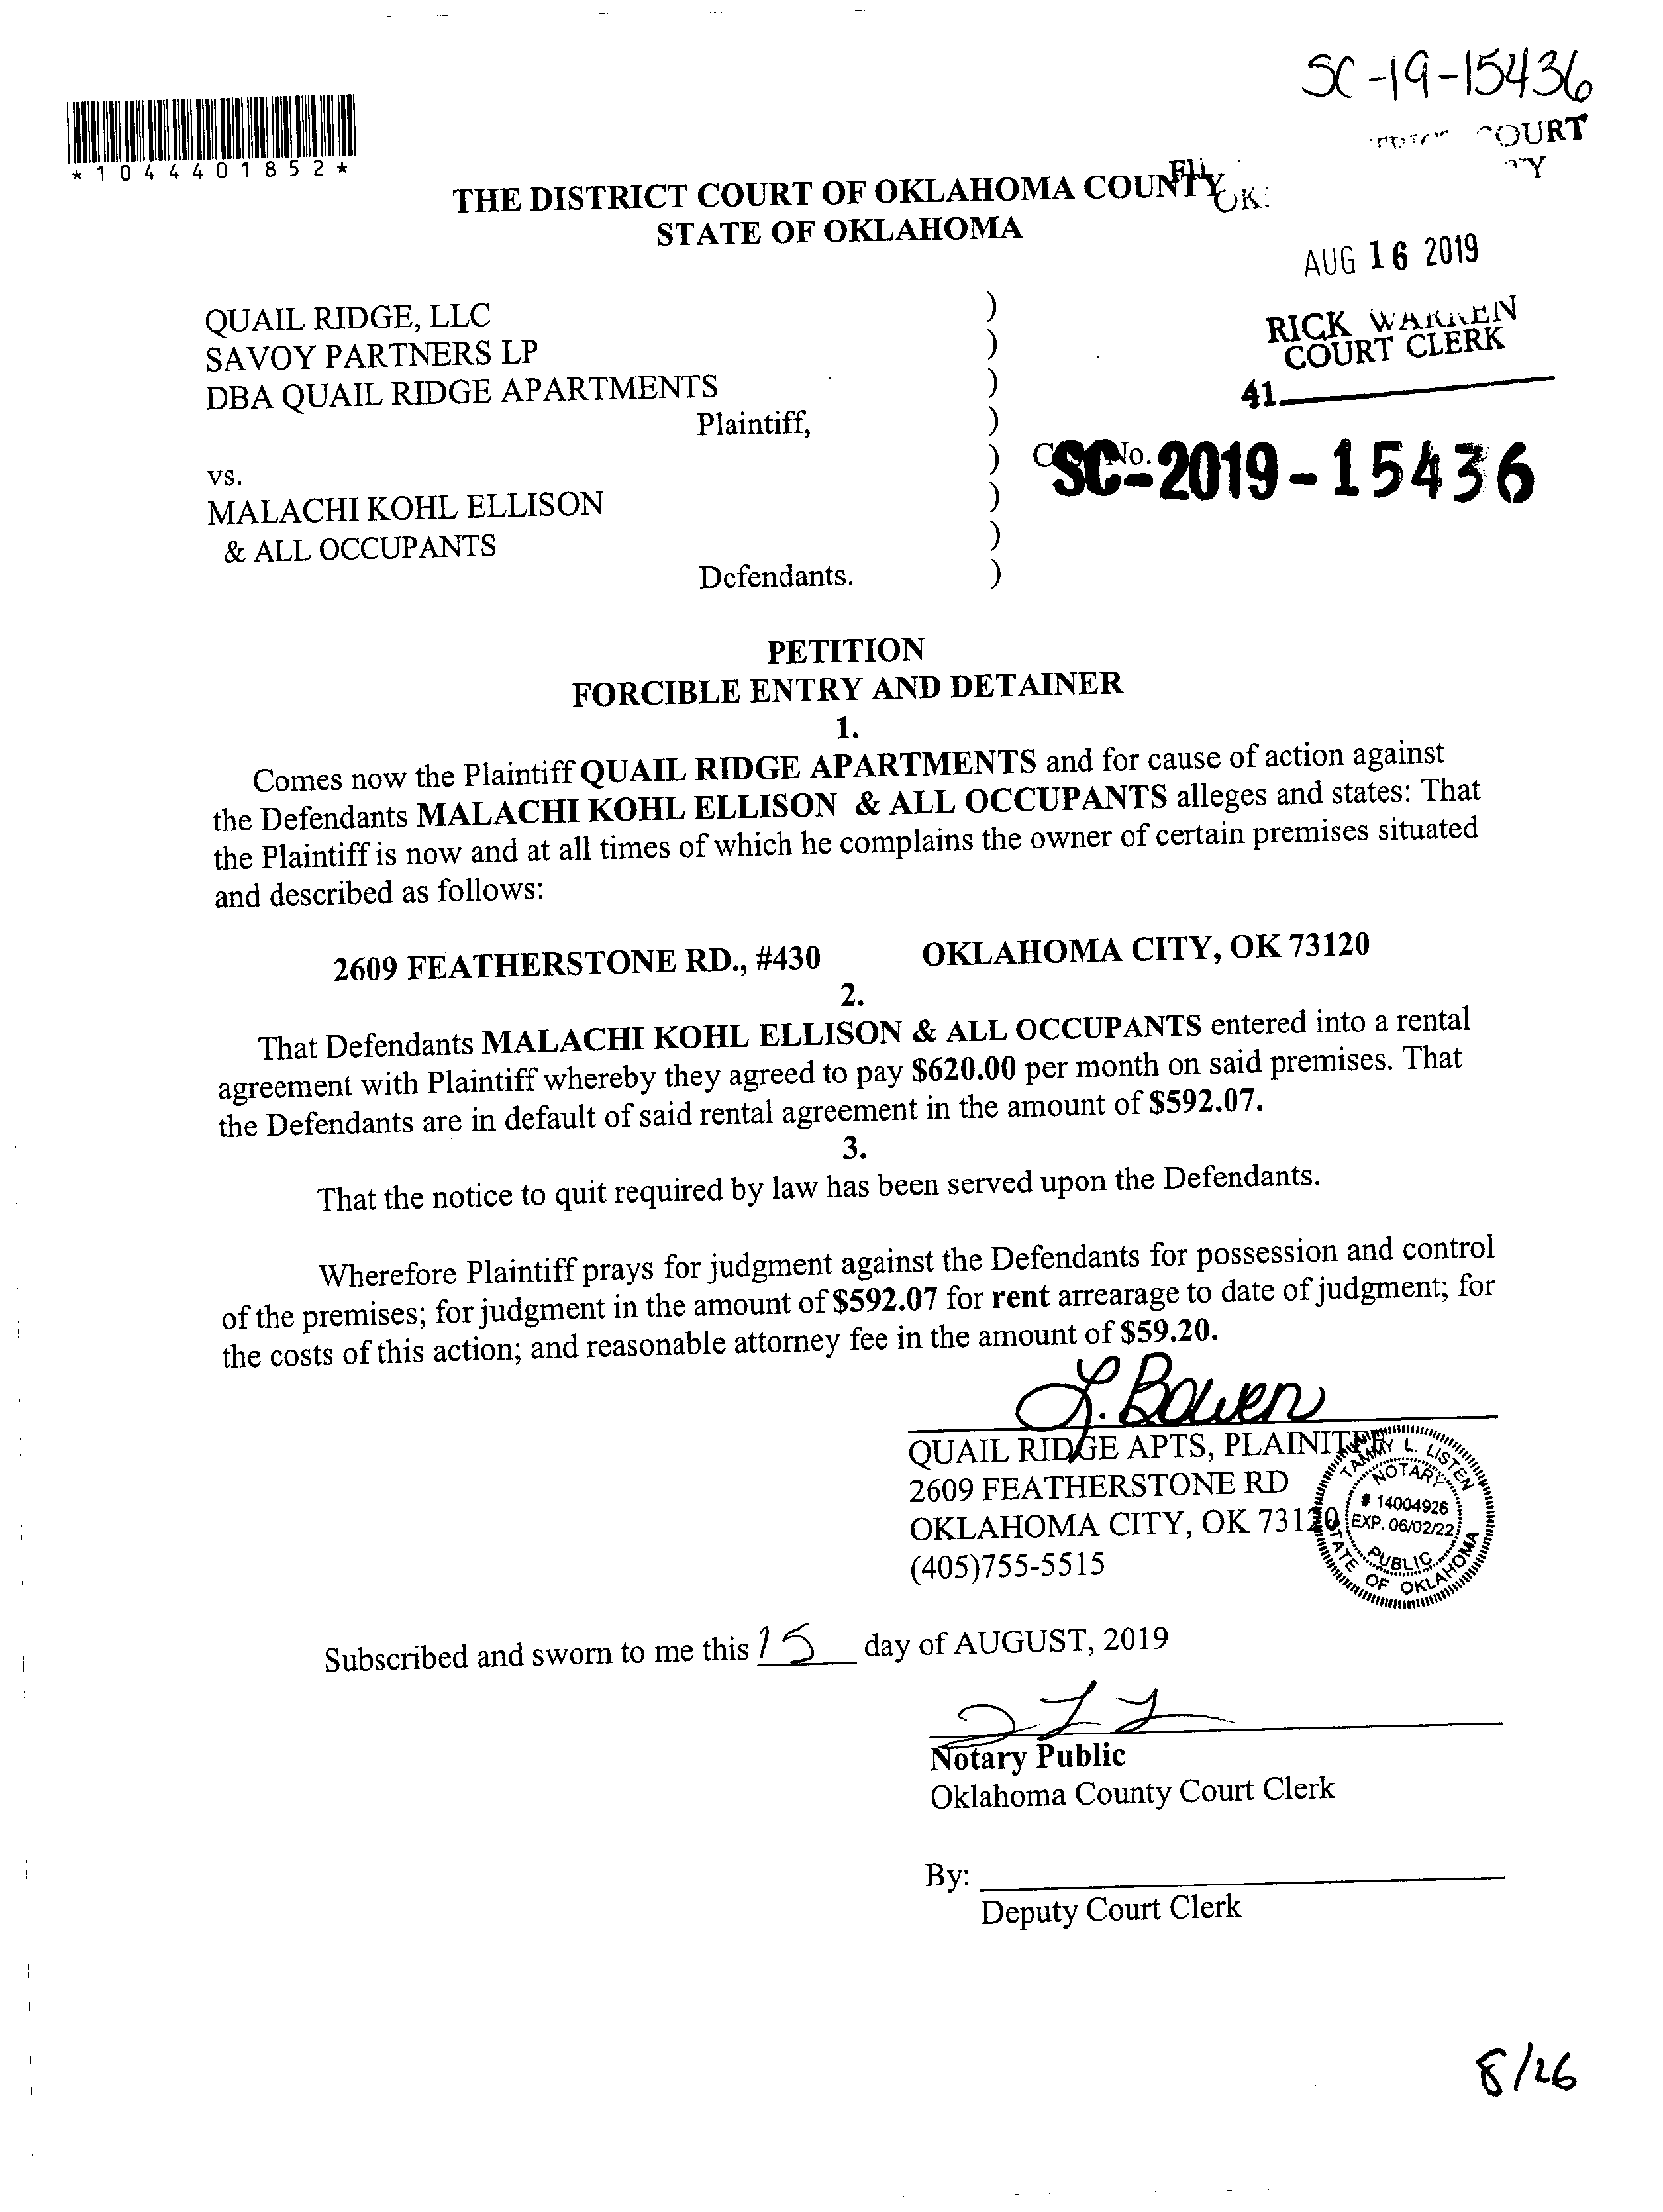 SC-19-15436
COURT
*1044401852*
THE DISTRICT COURT OF OKLAHOMA COUNTY
STATE OF OKLAHOMA
AUG 16 2019
QUAIL RIDGE, LLC )
SAVOY PARTNERS LP )
DBA QUAIL RIDGE APARTMENTS )
Plaintiff, )
RICK WARREN
COURT CLERK
41
vs. )
No. SC-2019-15436
MALACHI KOHL ELLISON )
& ALL OCCUPANTS )
Defendants. )
PETITION
FORCIBLE ENTRY AND DETAINER
1.
Comes now the Plaintiff QUAIL RIDGE APARTMENTS and for cause of action against
the Defendants MALACHI KOHL ELLISON & ALL OCCUPANTS alleges and states: That
the Plaintiff is now and at all times of which he complains the owner of certain premises situated
and described as follows:
2609 FEATHERSTONE RD., #430 OKLAHOMA CITY, OK 73120
2.
That Defendants MALACHI KOHL ELLISON & ALL OCCUPANTS entered into a rental
agreement with Plaintiff whereby they agreed to pay $620.00 per month on said premises. That
the Defendants are in default of said rental agreement in the amount of $592.07.
3.
That the notice to quit required by law has been served upon the Defendants.
Wherefore Plaintiff prays for judgment against the Defendants for possession and control
of the premises; for judgment in the amount of $592.07 for rent arrearage to date of judgment; for
the costs of this action; and reasonable attorney fee in the amount of $59.20.
L. Bowen
QUAIL RIDGE APTS, PLAINITFF
2609 FEATHERSTONE RD
OKLAHOMA CITY, OK 73120
(405)755-5515
TAMMY L. LISTEN
NOTARY
# 14004926
EXP. 06/02/22
PUBLIC
STATE OF OKLAHOMA
Subscribed and sworn to me this 15 day of AUGUST, 2019
Notary Public
Oklahoma County Court Clerk
By:
Deputy Court Clerk
8/26